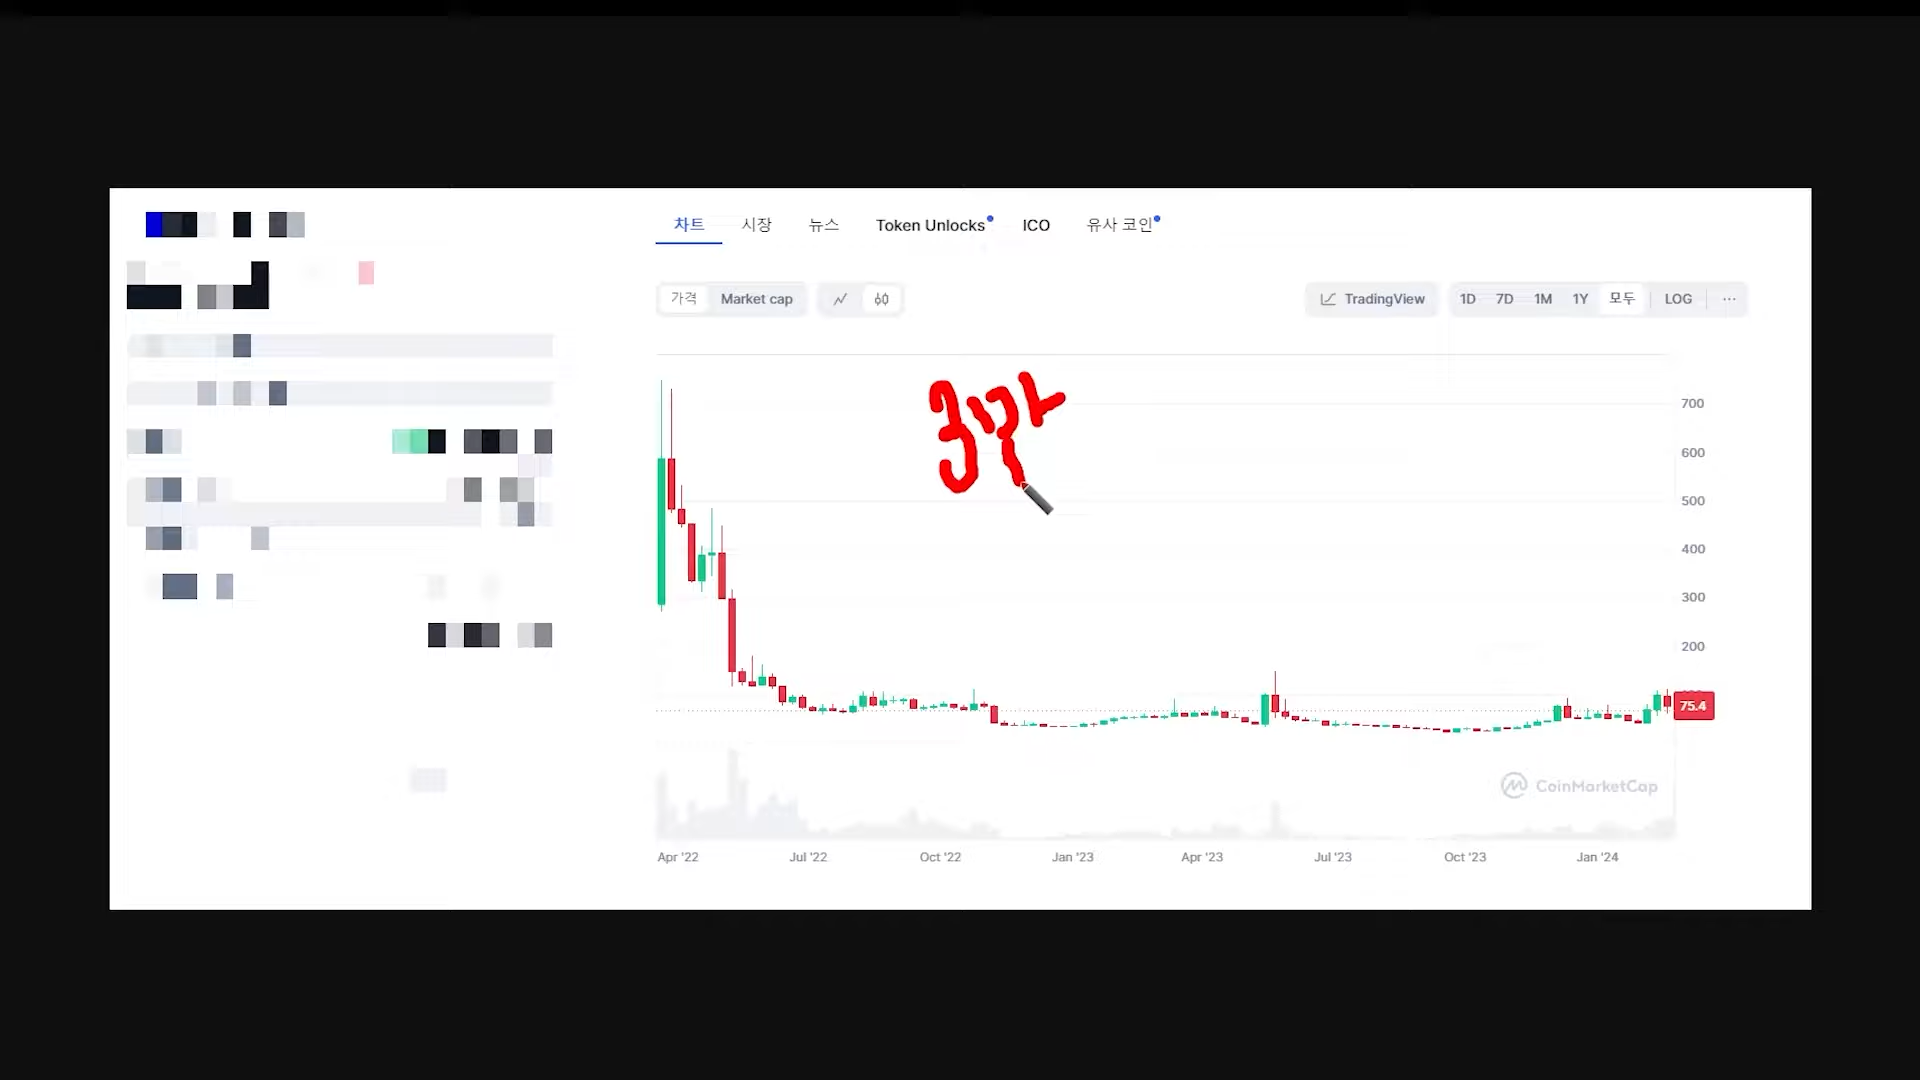 차트 시장 뉴스 Token Unlocks ICO 유사 코인
가격 Market cap TradingView 1D 7D 1M 1Y 모두 LOG ...
700
600
500
400
300
200
75.4
CoinMarketCap
Apr '22 Jul '22 Oct '22 Jan '23 Apr '23 Jul '23 Oct '23 Jan '24